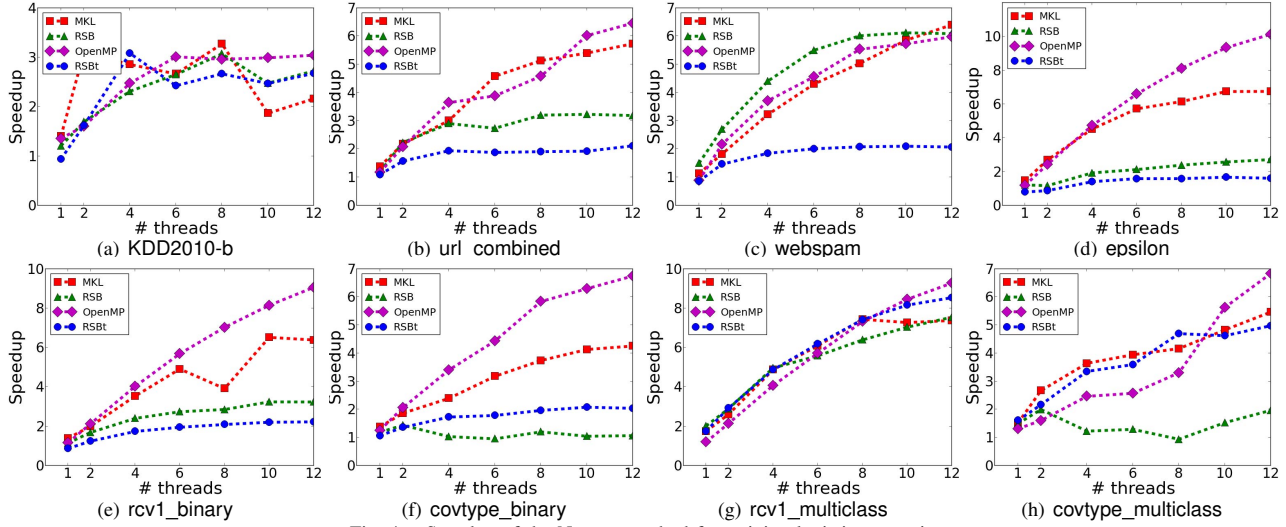 4
3
2
1
0
Speedup
MKL
RSB
OpenMP
RSBt
1 2 4 6 8 10 12
# threads
(a) KDD2010-b
7
6
5
4
3
2
1
0
Speedup
MKL
RSB
OpenMP
RSBt
1 2 4 6 8 10 12
# threads
(b) url_combined
7
6
5
4
3
2
1
0
Speedup
MKL
RSB
OpenMP
RSBt
1 2 4 6 8 10 12
# threads
(c) webspam
10
8
6
4
2
0
Speedup
MKL
RSB
OpenMP
RSBt
1 2 4 6 8 10 12
# threads
(d) epsilon
10
8
6
4
2
0
Speedup
MKL
RSB
OpenMP
RSBt
1 2 4 6 8 10 12
# threads
(e) rcv1_binary
7
6
5
4
3
2
1
0
Speedup
MKL
RSB
OpenMP
RSBt
1 2 4 6 8 10 12
# threads
(f) covtype_binary
10
8
6
4
2
0
Speedup
MKL
RSB
OpenMP
RSBt
1 2 4 6 8 10 12
# threads
(g) rcv1_multiclass
7
6
5
4
3
2
1
0
Speedup
MKL
RSB
OpenMP
RSBt
1 2 4 6 8 10 12
# threads
(h) covtype_multiclass